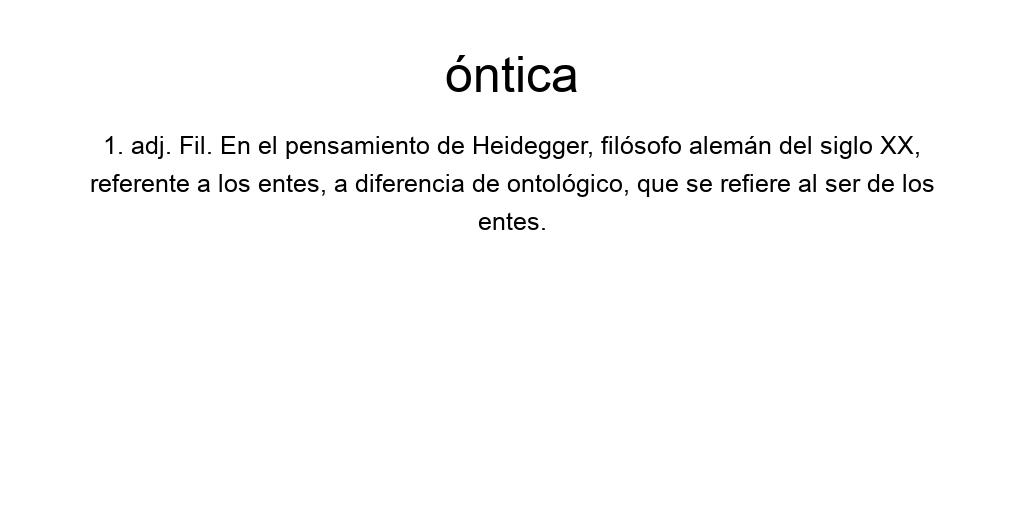 óntica
1. adj. Fil. En el pensamiento de Heidegger, filósofo alemán del siglo XX,
referente a los entes, a diferencia de ontológico, que se refiere al ser de los
entes.